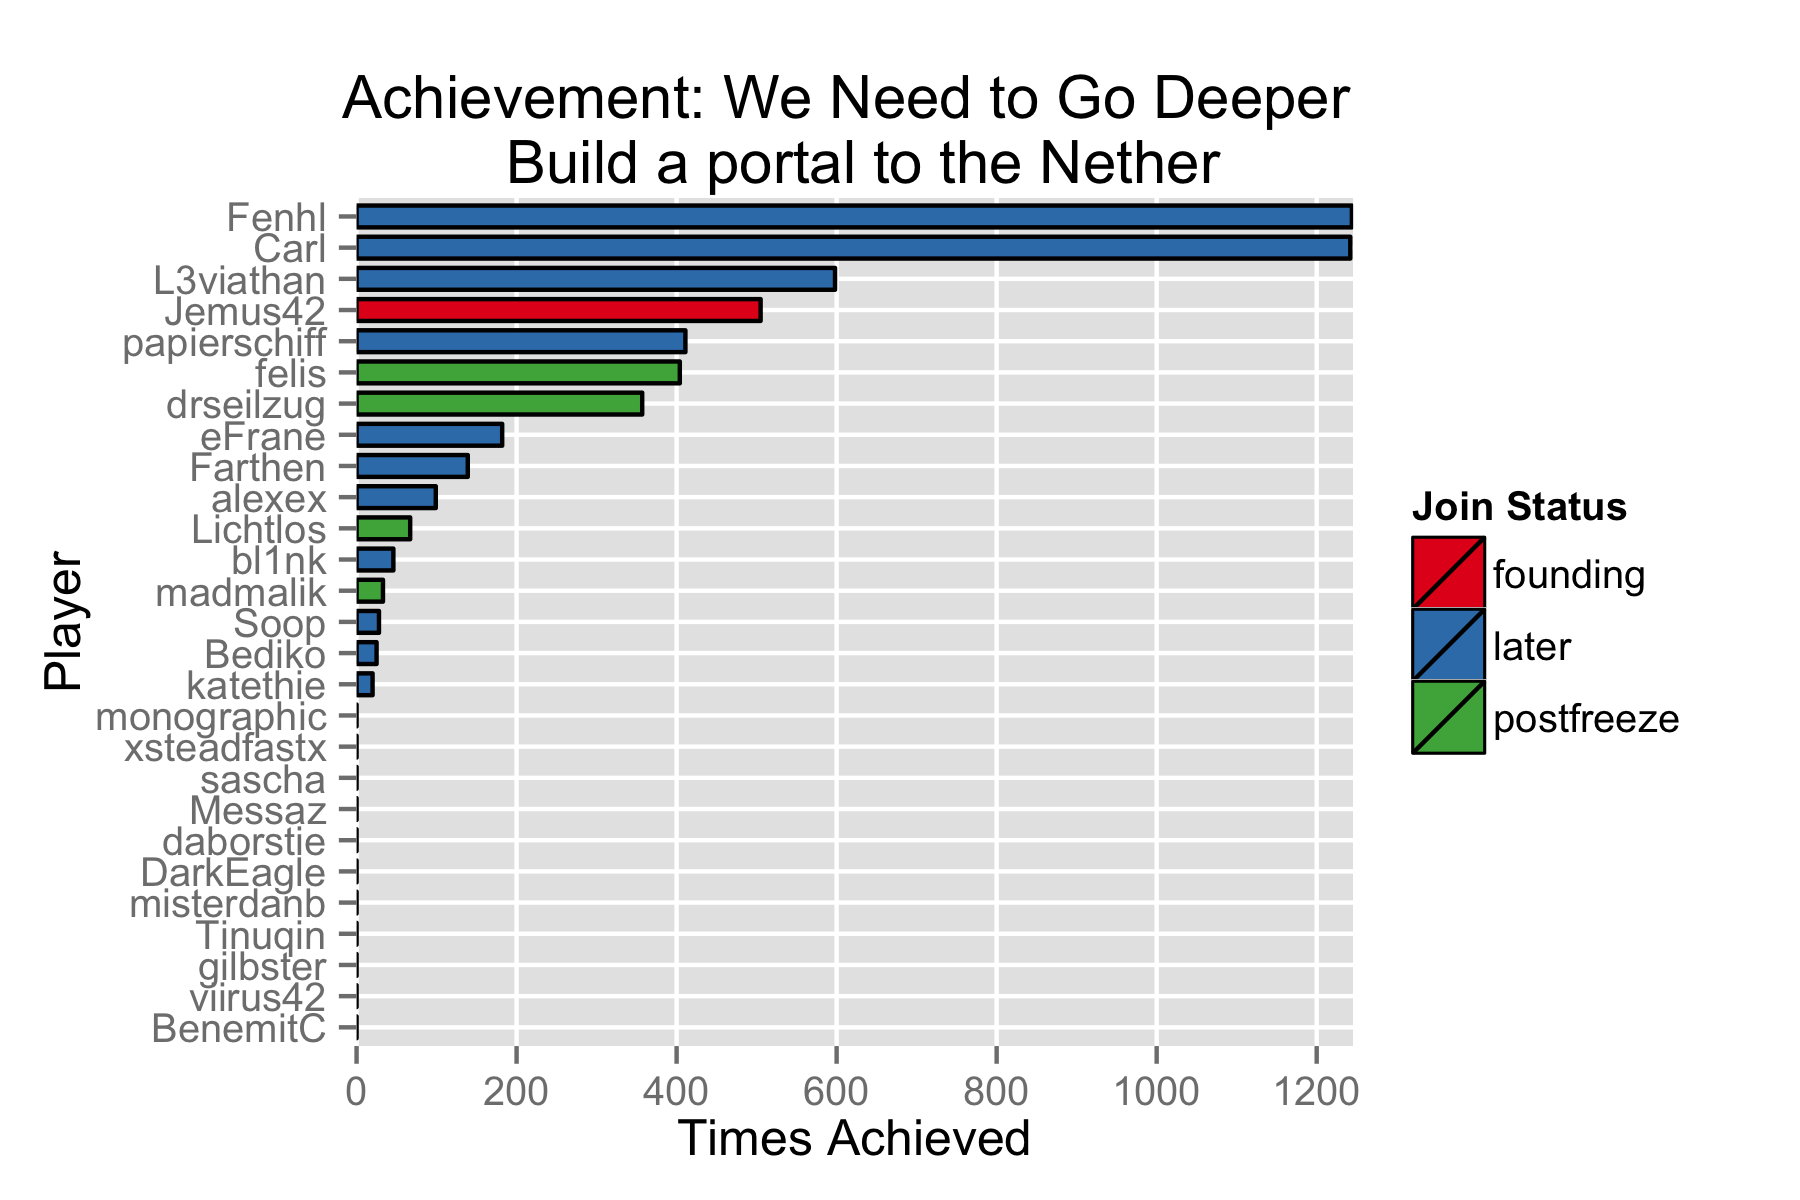 Achievement: We Need to Go Deeper
Build a portal to the Nether
Player
Fenhl
Carl
L3viathan
Jemus42
papierschiff
felis
drseilzug
eFrane
Farthen
alexex
Lichtlos
bl1nk
madmalik
Soop
Bediko
katethie
monographic
xsteadfastx
sascha
Messaz
daborstie
DarkEagle
misterdanb
Tinuqin
gilbster
viirus42
BenemitC
0 200 400 600 800 1000 1200
Times Achieved
Join Status
founding
later
postfreeze